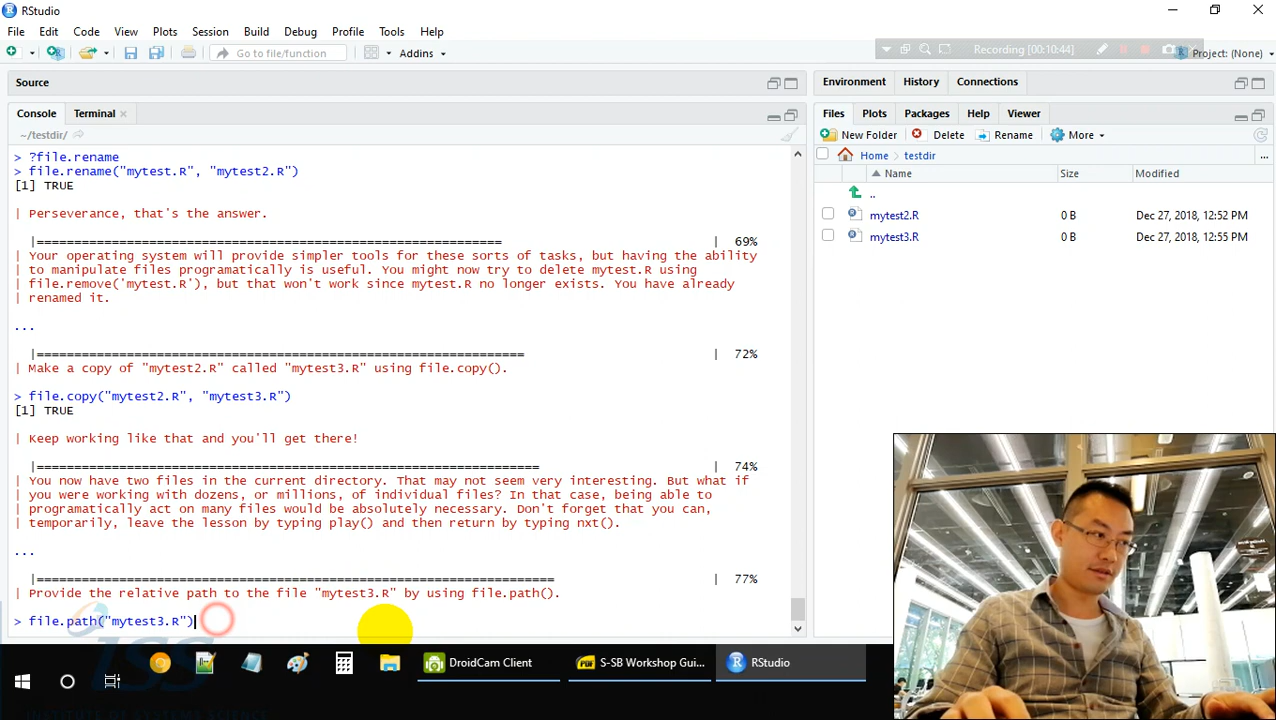 RStudio
File Edit Code View Plots Session Build Debug Profile Tools Help
Go to file/function Addins
Recording [00:10:44]
Project: (None)
Source
Console Terminal
~/testdir/
> ?file.rename
> file.rename("mytest.R", "mytest2.R")
[1] TRUE
| Perseverance, that's the answer.
|============================================================== | 69%
| Your operating system will provide simpler tools for these sorts of tasks, but having the ability
| to manipulate files programatically is useful. You might now try to delete mytest.R using
| file.remove('mytest.R'), but that won't work since mytest.R no longer exists. You have already
| renamed it.
...
|================================================================= | 72%
| Make a copy of "mytest2.R" called "mytest3.R" using file.copy().
> file.copy("mytest2.R", "mytest3.R")
[1] TRUE
| Keep working like that and you'll get there!
|=================================================================== | 74%
| You now have two files in the current directory. That may not seem very interesting. But what if
| you were working with dozens, or millions, of individual files? In that case, being able to
| programatically act on many files would be absolutely necessary. Don't forget that you can,
| temporarily, leave the lesson by typing play() and then return by typing nxt().
...
|===================================================================== | 77%
| Provide the relative path to the file "mytest3.R" by using file.path().
> file.path("mytest3.R")
Environment History Connections
Files Plots Packages Help Viewer
New Folder Delete Rename More
Home testdir ...
Name Size Modified
..
mytest2.R 0 B Dec 27, 2018, 12:52 PM
mytest3.R 0 B Dec 27, 2018, 12:55 PM
iss
DroidCam Client S-SB Workshop Gui... RStudio
INSTITUTE OF SYSTEMS SCIENCE